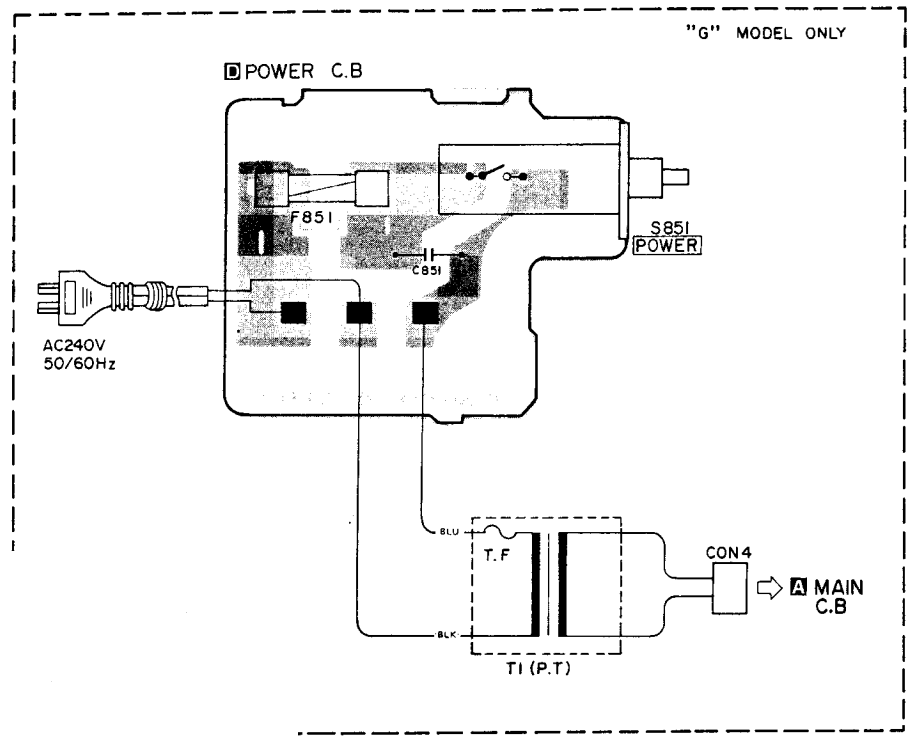 "G" MODEL ONLY
D POWER C.B
F851
C851
S851
POWER
AC240V
50/60Hz
BLU
T.F
BLK
T1 (P.T)
CON4
A MAIN
C.B